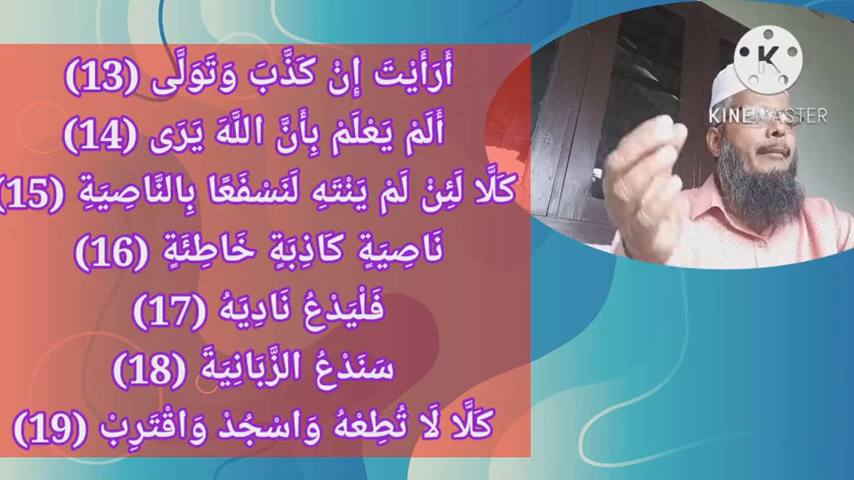 أَرَأَيْتَ إِنْ كَذَّبَ وَتَوَلَّى (13)
أَلَمْ يَعْلَمْ بِأَنَّ اللَّهَ يَرَى (14)
كَلَّا لَئِنْ لَمْ يَنْتَهِ لَنَسْفَعًا بِالنَّاصِيَةِ (15)
نَاصِيَةٍ كَاذِبَةٍ خَاطِئَةٍ (16)
فَلْيَدْعُ نَادِيَهُ (17)
سَنَدْعُ الزَّبَانِيَةَ (18)
كَلَّا لَا تُطِعْهُ وَاسْجُدْ وَاقْتَرِبْ (19)
K
KINEMASTER